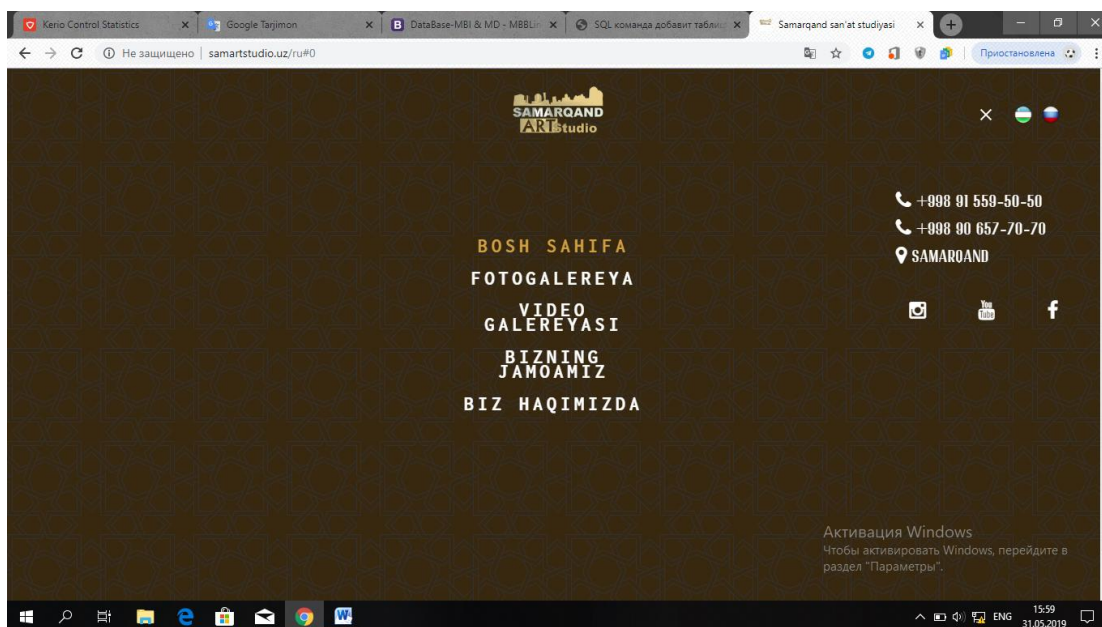 Kerio Control Statistics
Google Tarjimon
DataBase-MBI & MD - MBBLin
SQL команда добавит таблиц
Samarqand san'at studiyasi
Не защищено
samartstudio.uz/ru#0
Приостановлена
SAMARQAND
ARTStudio
+998 91 559-50-50
+998 90 657-70-70
SAMARQAND
You
Tube
BOSH SAHIFA
FOTOGALEREYA
VIDEO
GALEREYASI
BIZNING
JAMOAMIZ
BIZ HAQIMIZDA
Активация Windows
Чтобы активировать Windows, перейдите в
раздел "Параметры".
ENG
15:59
31.05.2019